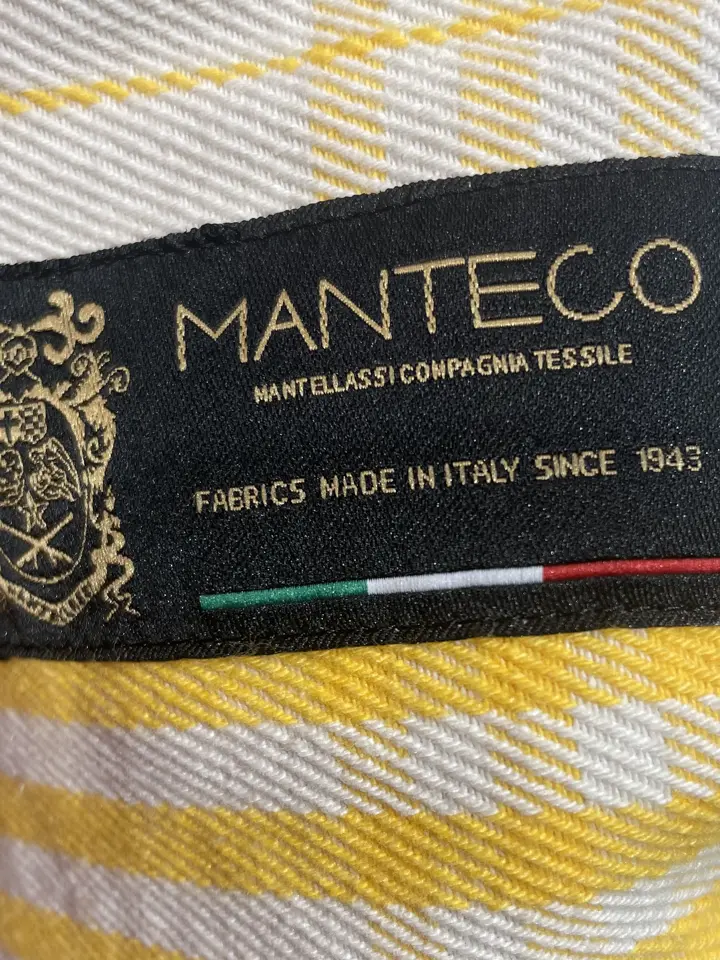 MANTECO
MANTELLASSI COMPAGNIA TESSILE
FABRICS MADE IN ITALY SINCE 1943